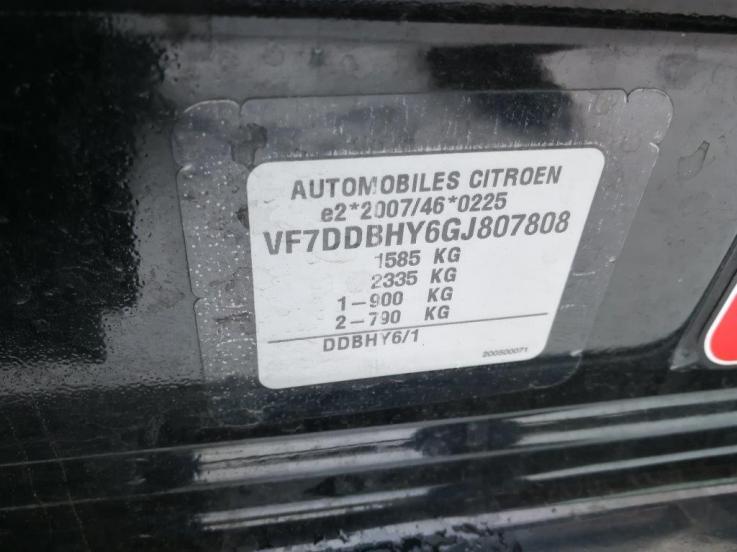 AUTOMOBILES CITROEN
e2*2007/46*0225
VF7DDBHY6GJ807808
1585 KG
2335 KG
1-900 KG
2-790 KG
DDBHY6/1
200500071